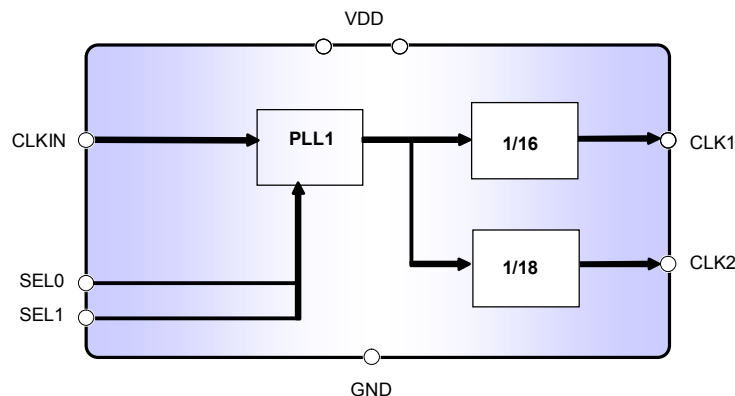 VDD
CLKIN
PLL1
1/16
CLK1
SEL0
1/18
CLK2
SEL1
GND